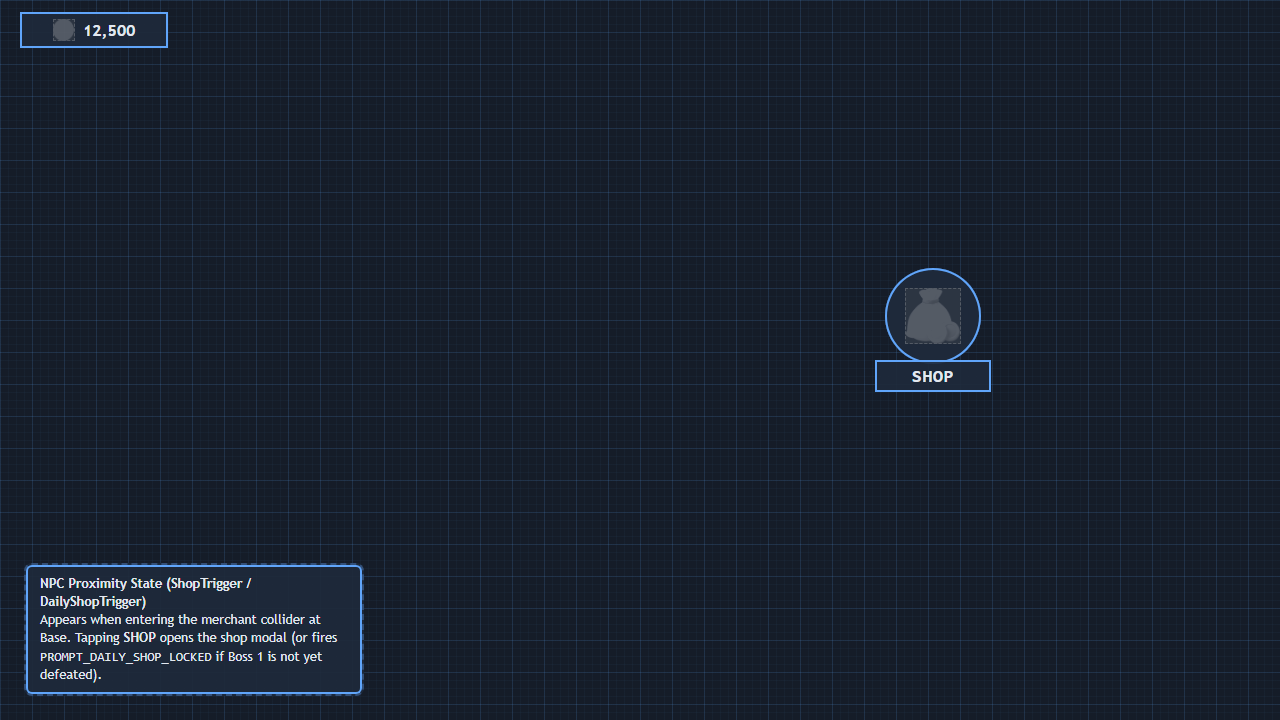 12,500
SHOP
NPC Proximity State (ShopTrigger /
DailyShopTrigger)
Appears when entering the merchant collider at
Base. Tapping SHOP opens the shop modal (or fires
PROMPT_DAILY_SHOP_LOCKED if Boss 1 is not yet
defeated).